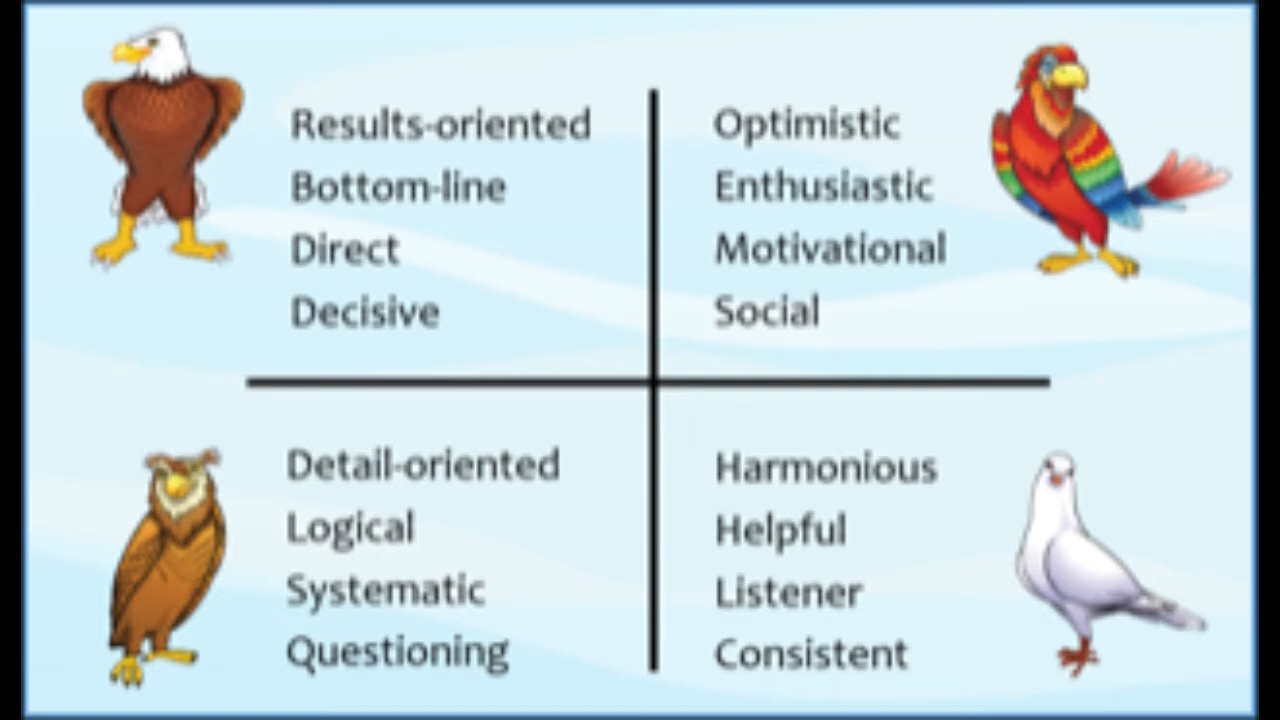 Results-oriented
Bottom-line
Direct
Decisive
Optimistic
Enthusiastic
Motivational
Social
Detail-oriented
Logical
Systematic
Questioning
Harmonious
Helpful
Listener
Consistent